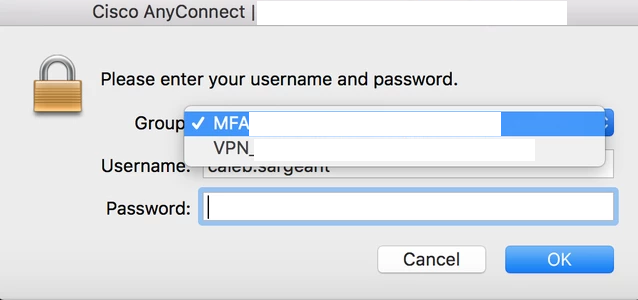 Cisco AnyConnect |
Please enter your username and password.
Group
✓ MFA
VPN_
Username: caleb.sargeant
Password:
Cancel
OK